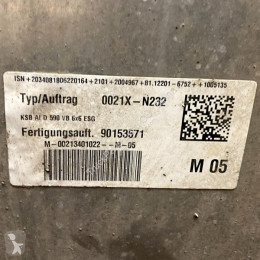 ISN+2034081806220164+2101+2004967+81.12201-6752++1005135
Typ/Auftrag 0021X-N232
KSB Al D 590 VB 6x6 ESG
Fertigungsauft. 90153571
M-00213401022--M-05
M 05